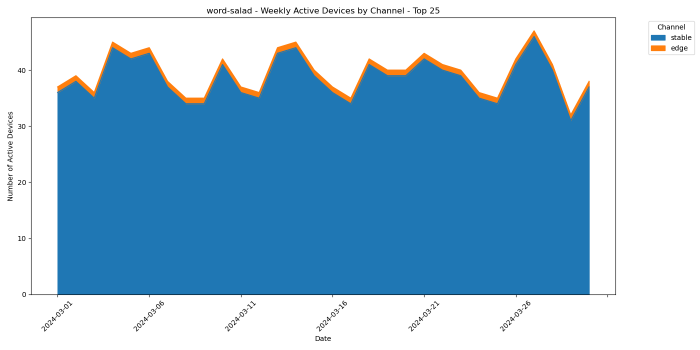 word-salad - Weekly Active Devices by Channel - Top 25
Channel
stable
edge
Number of Active Devices
40
30
20
10
0
2024-03-01
2024-03-06
2024-03-11
2024-03-16
2024-03-21
2024-03-26
Date